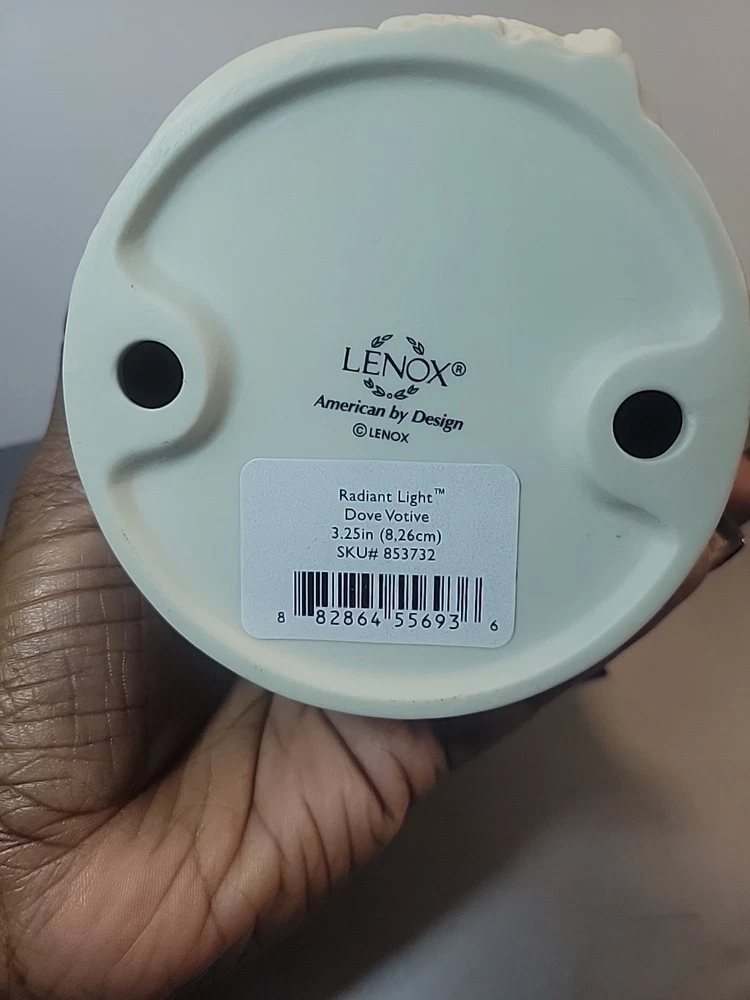 LENOX®
American by Design
© LENOX
Radiant Light™
Dove Votive
3.25in (8,26cm)
SKU# 853732
8 82864 55693 6